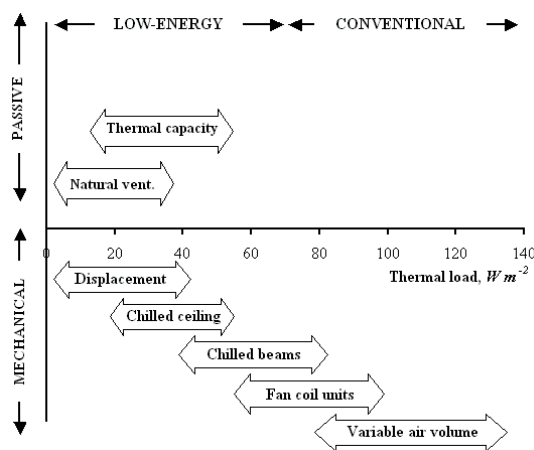 LOW-ENERGY CONVENTIONAL
PASSIVE
Thermal capacity
Natural vent.
0 20 40 60 80 100 120 140
Thermal load, W m-2
MECHANICAL
Displacement
Chilled ceiling
Chilled beams
Fan coil units
Variable air volume